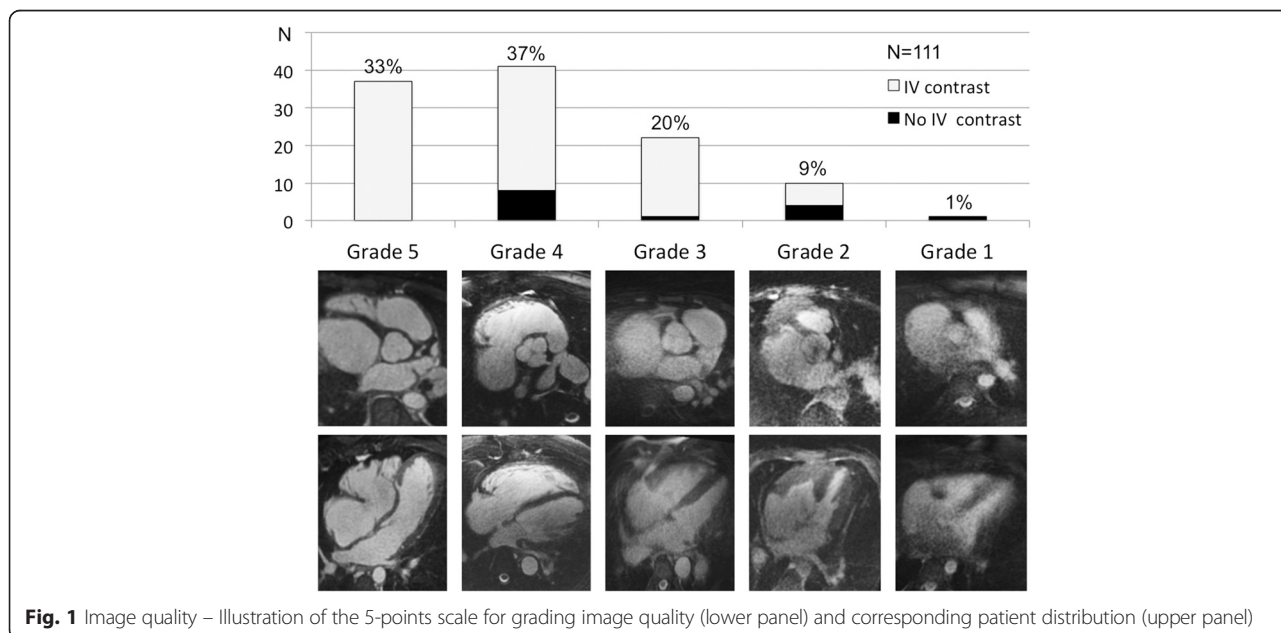 N
37%
N=111
33%
40
IV contrast
30
No IV contrast
20%
20
9%
10
1%
0
Grade 5 Grade 4 Grade 3 Grade 2 Grade 1
Fig. 1 Image quality – Illustration of the 5-points scale for grading image quality (lower panel) and corresponding patient distribution (upper panel)